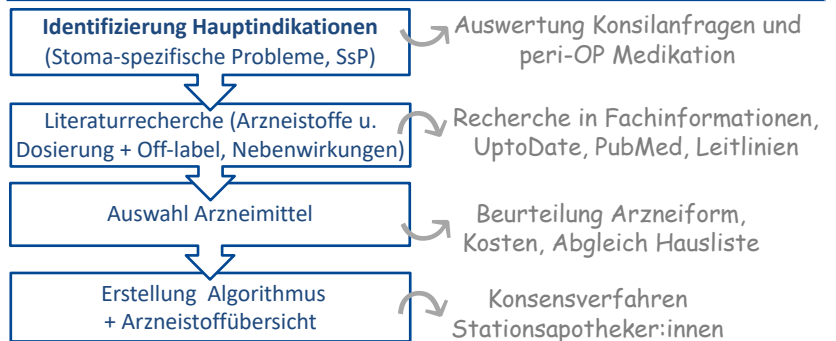 Identifizierung Hauptindikationen
(Stoma-spezifische Probleme, SsP)
Auswertung Konsilanfragen und
peri-OP Medikation
Literaturrecherche (Arzneistoffe u.
Dosierung + Off-label, Nebenwirkungen)
Recherche in Fachinformationen,
UptoDate, PubMed, Leitlinien
Auswahl Arzneimittel
Beurteilung Arzneiform,
Kosten, Abgleich Hausliste
Erstellung Algorithmus
+ Arzneistoffübersicht
Konsensverfahren
Stationsapotheker:innen